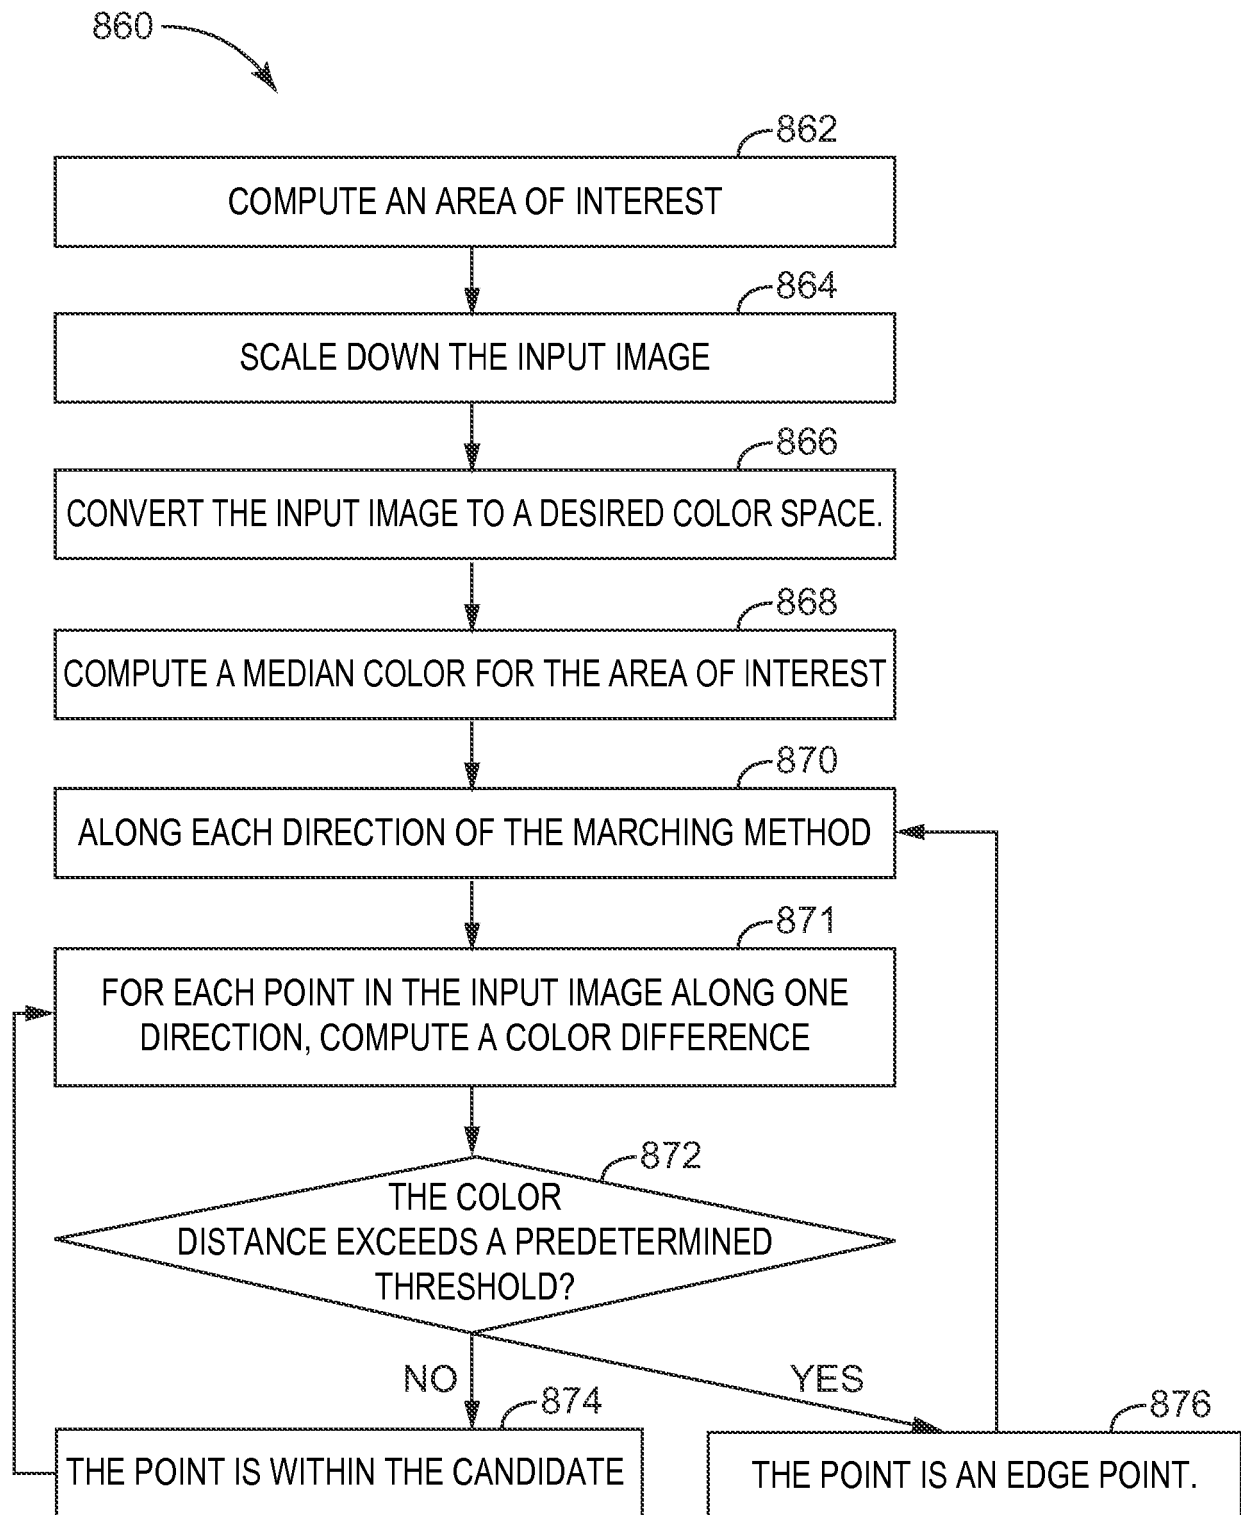 860
862
COMPUTE AN AREA OF INTEREST
864
SCALE DOWN THE INPUT IMAGE
866
CONVERT THE INPUT IMAGE TO A DESIRED COLOR SPACE.
868
COMPUTE A MEDIAN COLOR FOR THE AREA OF INTEREST
870
ALONG EACH DIRECTION OF THE MARCHING METHOD
871
FOR EACH POINT IN THE INPUT IMAGE ALONG ONE
DIRECTION, COMPUTE A COLOR DIFFERENCE
872
THE COLOR
DISTANCE EXCEEDS A PREDETERMINED
THRESHOLD?
NO
YES
874
876
THE POINT IS WITHIN THE CANDIDATE
THE POINT IS AN EDGE POINT.